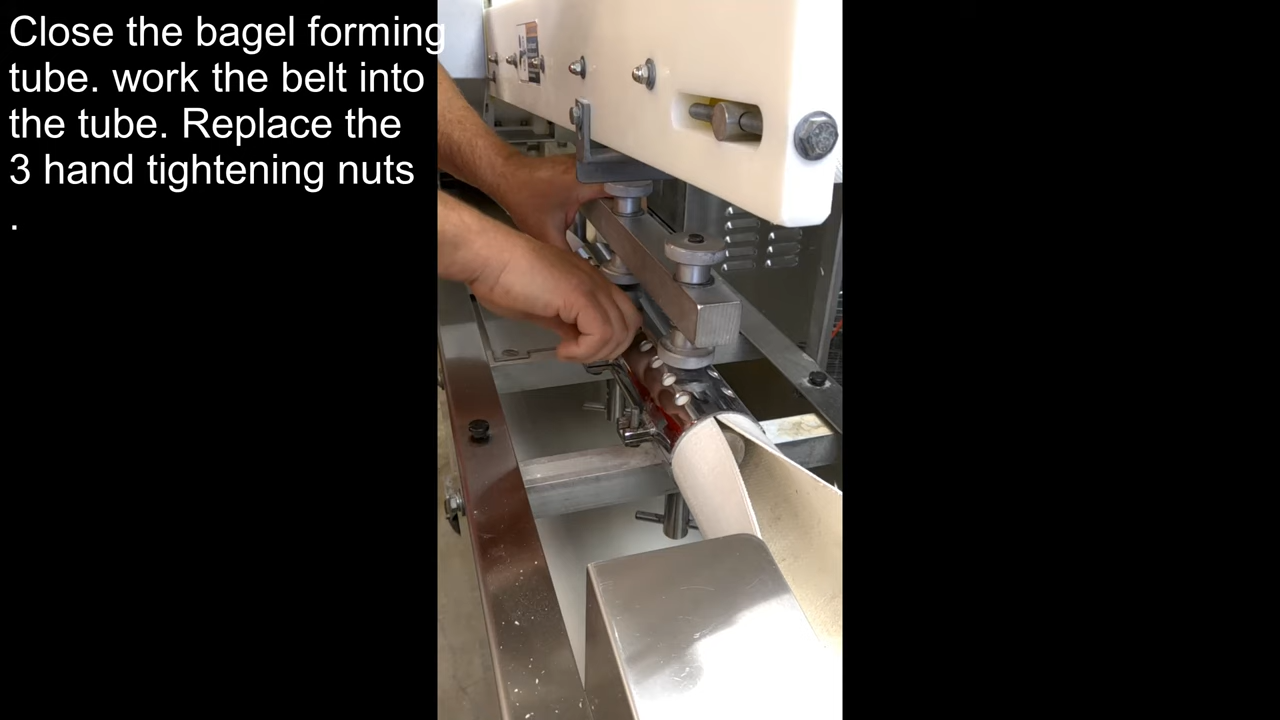 Close the bagel forming
tube. work the belt into
the tube. Replace the
3 hand tightening nuts
.